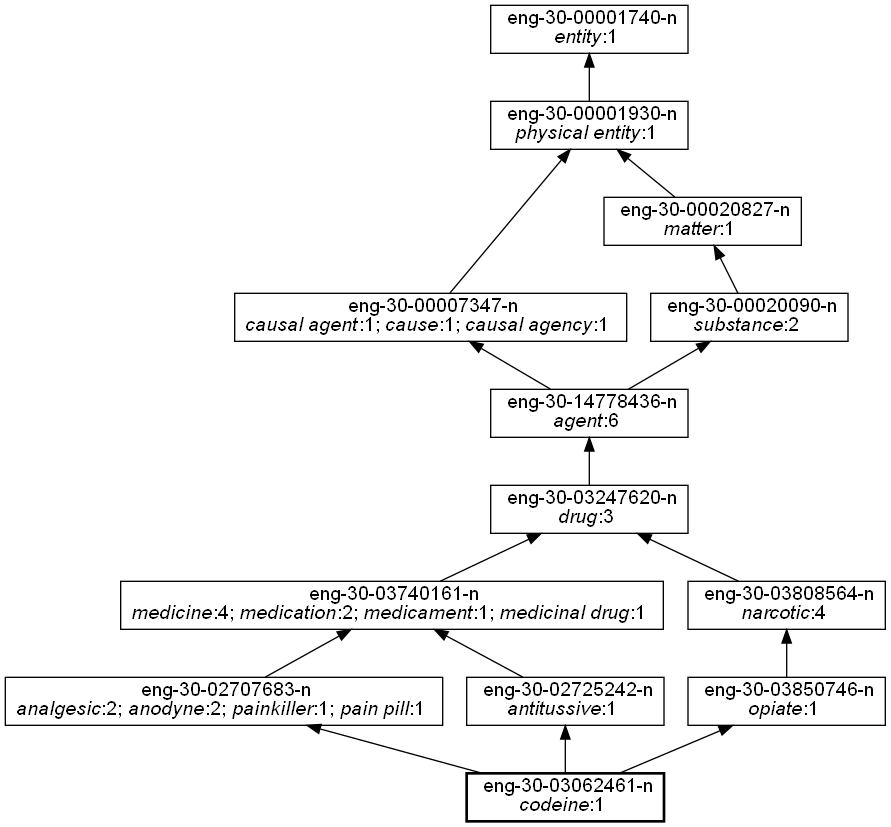 eng-30-00001740-n
entity:1
eng-30-00001930-n
physical entity:1
eng-30-00020827-n
matter:1
eng-30-00007347-n
causal agent:1; cause:1; causal agency:1
eng-30-00020090-n
substance:2
eng-30-14778436-n
agent:6
eng-30-03247620-n
drug:3
eng-30-03740161-n
medicine:4; medication:2; medicament:1; medicinal drug:1
eng-30-03808564-n
narcotic:4
eng-30-02707683-n
analgesic:2; anodyne:2; painkiller:1; pain pill:1
eng-30-02725242-n
antitussive:1
eng-30-03850746-n
opiate:1
eng-30-03062461-n
codeine:1